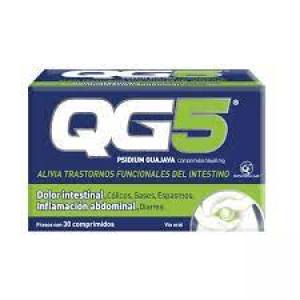 QG5®
PSIDIUM GUAJAVA Comprimidos
ALIVIA TRASTORNOS FUNCIONALES DEL INTESTINO
Dolor intestinal, Cólicos, Gases, Espasmos,
Inflamación abdominal, Diarrea
con 30 comprimidos Vía oral